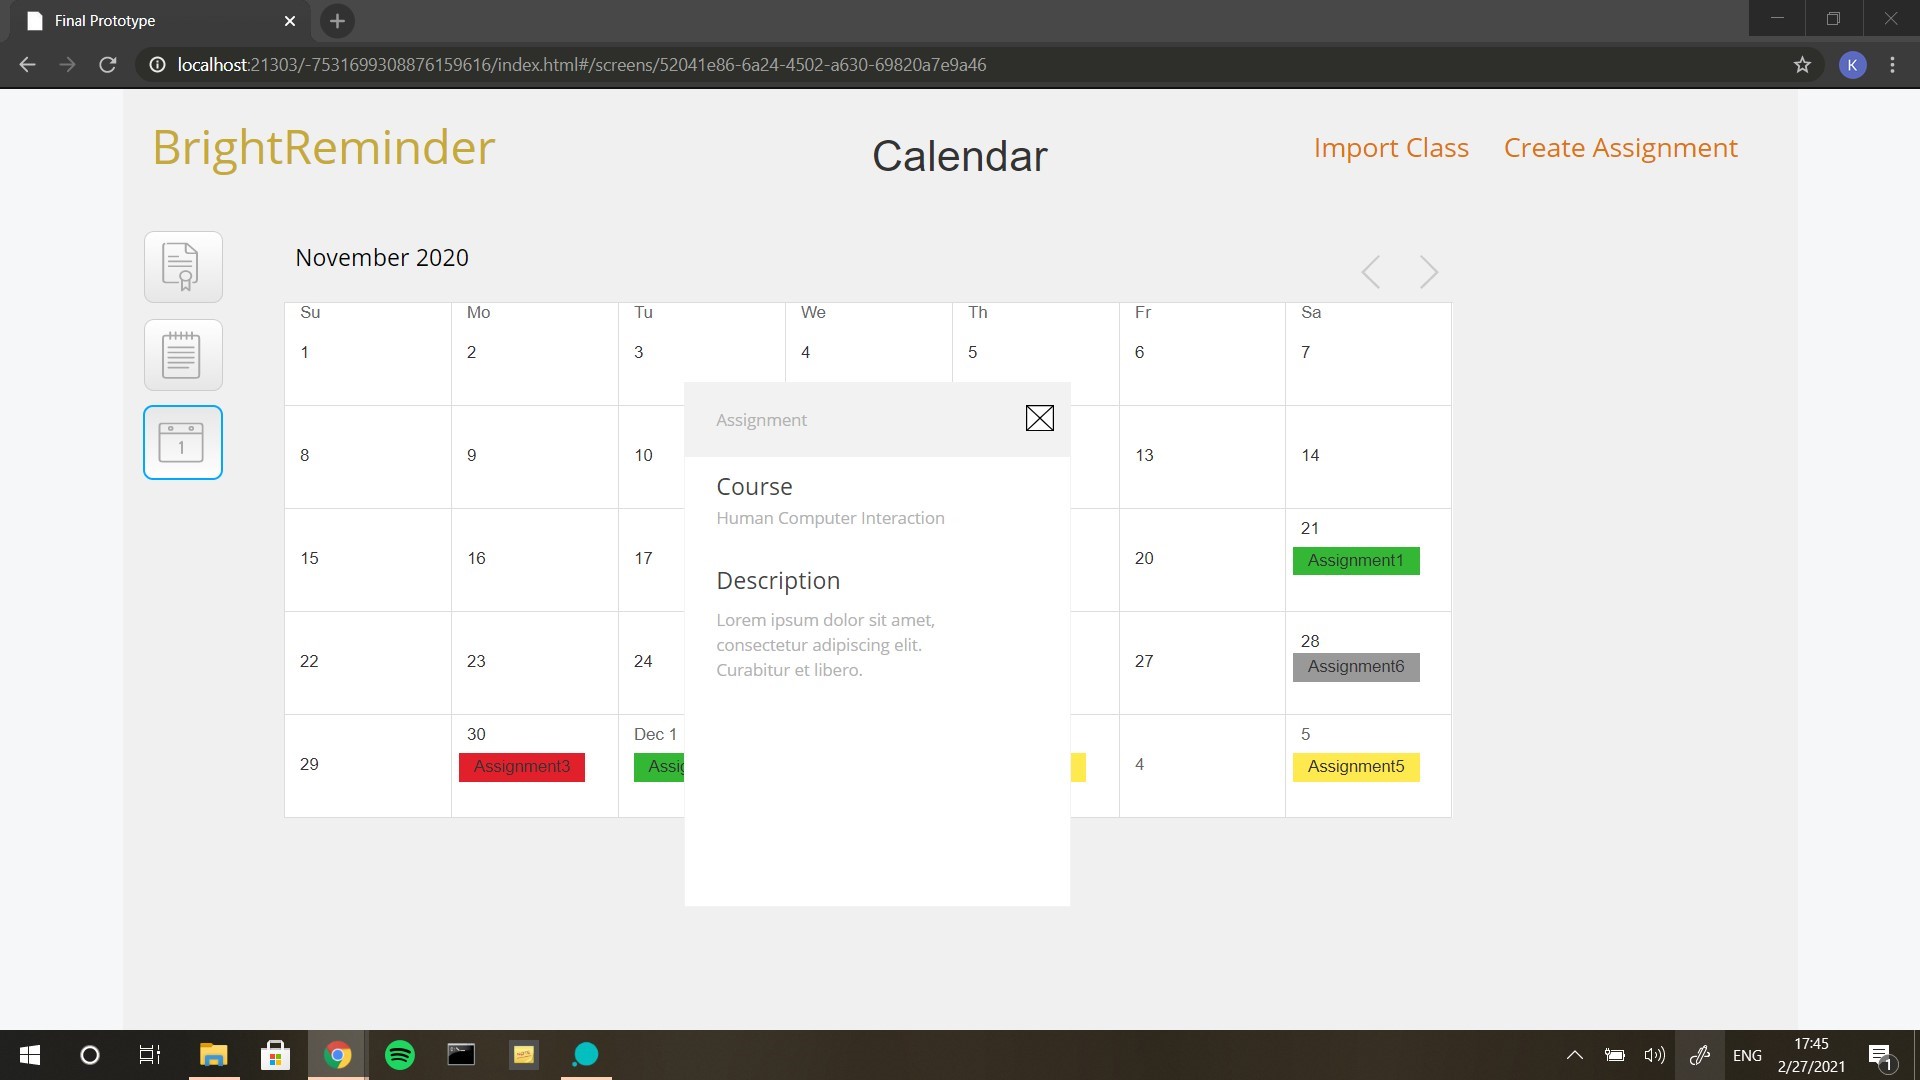 Final Prototype
localhost:21303/-7531699308876159616/index.html#/screens/52041e86-6a24-4502-a630-69820a7e9a46
K
BrightReminder
Calendar
Import Class
Create Assignment
November 2020
Su Mo Tu We Th Fr Sa
1 2 3 4 5 6 7
Assignment
8 9 10 13 14
Course
Human Computer Interaction
21
15 16 17 20
Assignment1
Description
Lorem ipsum dolor sit amet,
consectetur adipiscing elit.
Curabitur et libero.
28
22 23 24 27
Assignment6
30 Dec 1 5
29 4
Assignment3 Assig Assignment5
1
ENG
17:45
2/27/2021
1